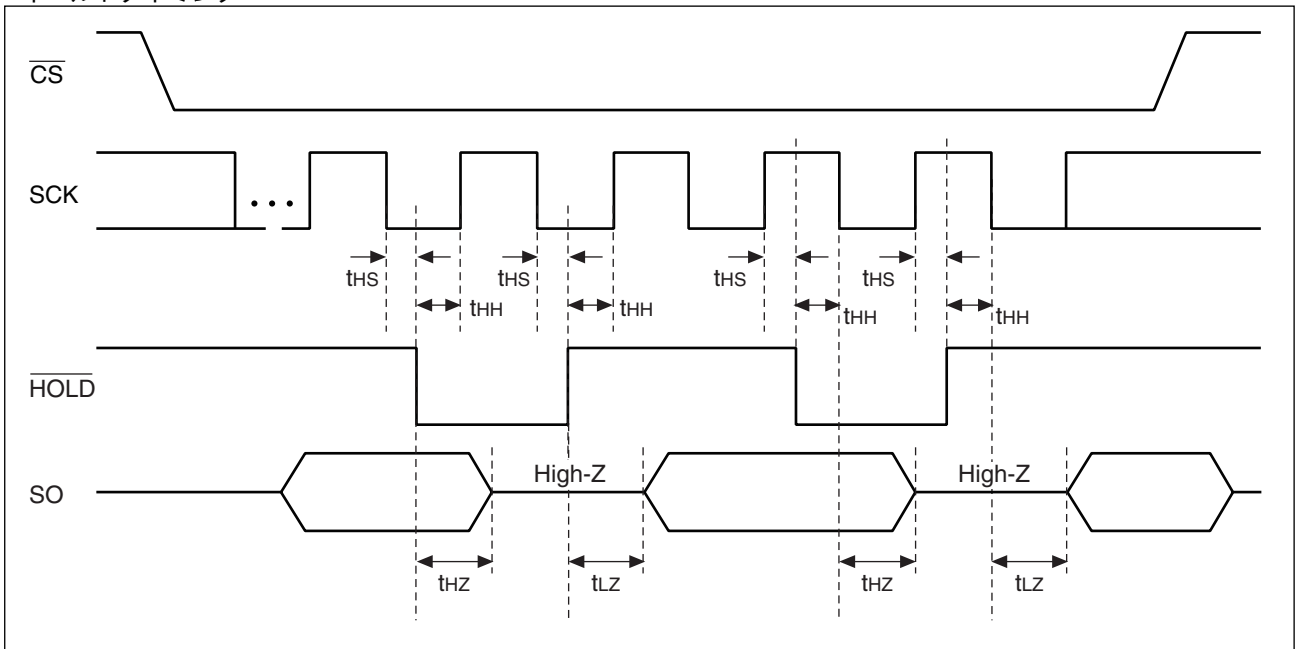 CS
SCK
tHS tHS tHS tHS
tHH tHH tHH tHH
HOLD
High-Z High-Z
SO
tHZ tLZ tHZ tLZ